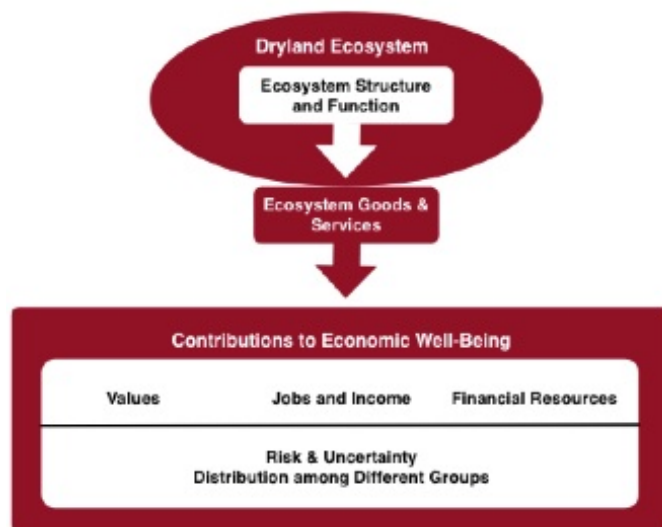 Dryland Ecosystem
Ecosystem Structure
and Function
Ecosystem Goods &
Services
Contributions to Economic Well-Being
Values Jobs and Income Financial Resources
Risk & Uncertainty
Distribution among Different Groups